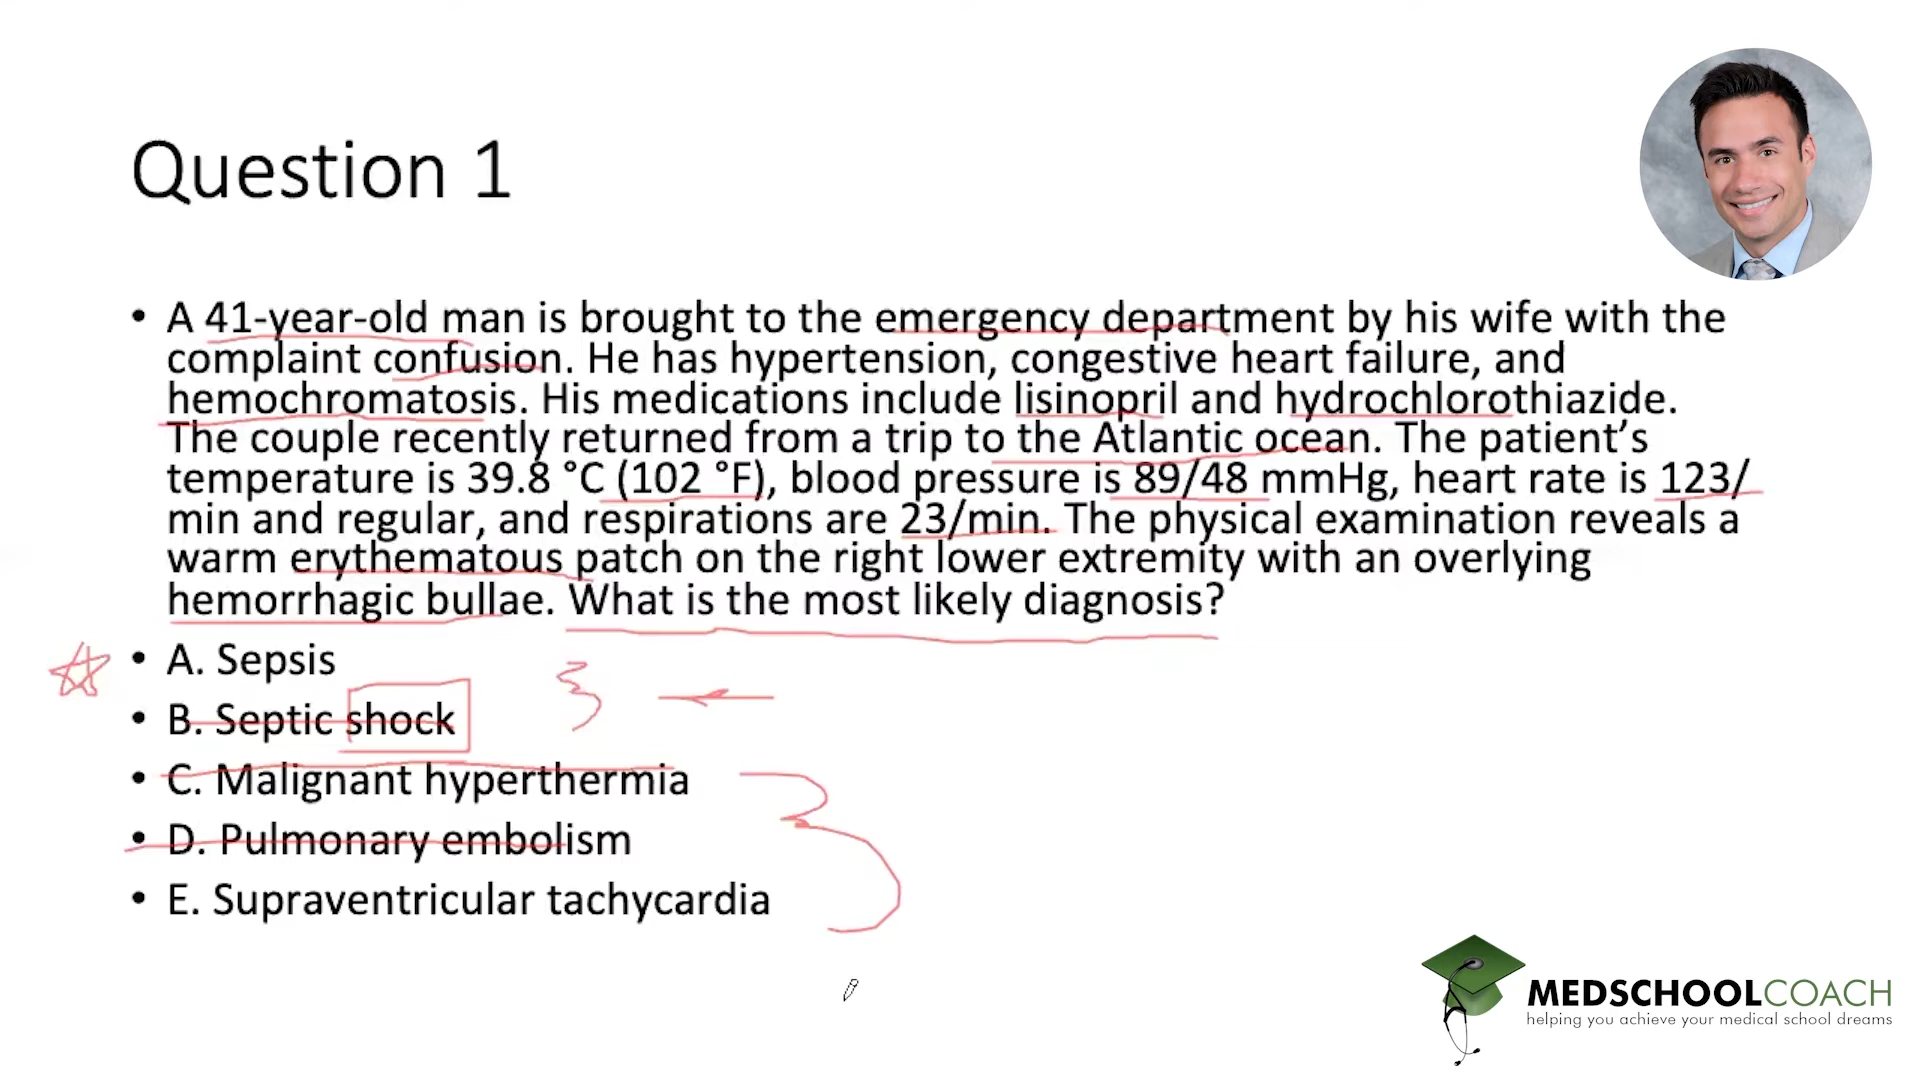 Question 1
• A 41-year-old man is brought to the emergency department by his wife with the
complaint confusion. He has hypertension, congestive heart failure, and
hemochromatosis. His medications include lisinopril and hydrochlorothiazide.
The couple recently returned from a trip to the Atlantic ocean. The patient’s
temperature is 39.8 °C (102 °F), blood pressure is 89/48 mmHg, heart rate is 123/
min and regular, and respirations are 23/min. The physical examination reveals a
warm erythematous patch on the right lower extremity with an overlying
hemorrhagic bullae. What is the most likely diagnosis?
• A. Sepsis
• B. Septic shock
• C. Malignant hyperthermia
• D. Pulmonary embolism
• E. Supraventricular tachycardia
MEDSCHOOLCOACH
helping you achieve your medical school dreams